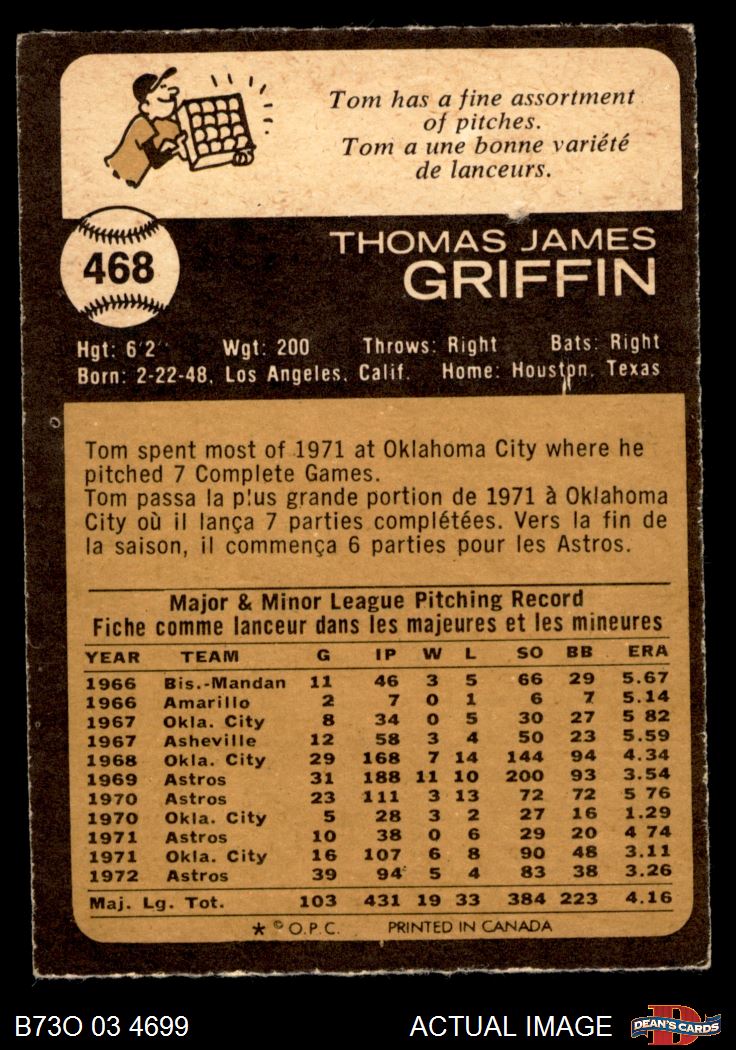 Tom has a fine assortment
of pitches.
Tom a une bonne variété
de lanceurs.
468
THOMAS JAMES
GRIFFIN
Hgt: 6'2" Wgt: 200 Throws: Right Bats: Right
Born: 2-22-48, Los Angeles, Calif. Home: Houston, Texas
Tom spent most of 1971 at Oklahoma City where he
pitched 7 Complete Games.
Tom passa la plus grande portion de 1971 à Oklahoma
City où il lança 7 parties complétées. Vers la fin de
la saison, il commença 6 parties pour les Astros.
Major & Minor League Pitching Record
Fiche comme lanceur dans les majeures et les mineures
YEAR TEAM G IP W L SO BB ERA
1966 Bis.-Mandan 11 46 3 5 66 29 5.67
1966 Amarillo 2 7 0 1 6 7 5.14
1967 Okla. City 8 34 0 5 30 27 5 82
1967 Asheville 12 58 3 4 50 23 5.59
1968 Okla. City 29 168 7 14 144 94 4.34
1969 Astros 31 188 11 10 200 93 3.54
1970 Astros 23 111 3 13 72 72 5 76
1970 Okla. City 5 28 3 2 27 16 1.29
1971 Astros 10 38 0 6 29 20 4 74
1971 Okla. City 16 107 6 8 90 48 3.11
1972 Astros 39 94 5 4 83 38 3.26
Maj. Lg. Tot. 103 431 19 33 384 223 4.16
* © O.P.C. PRINTED IN CANADA
B73O 03 4699 ACTUAL IMAGE DEAN'S CARDS